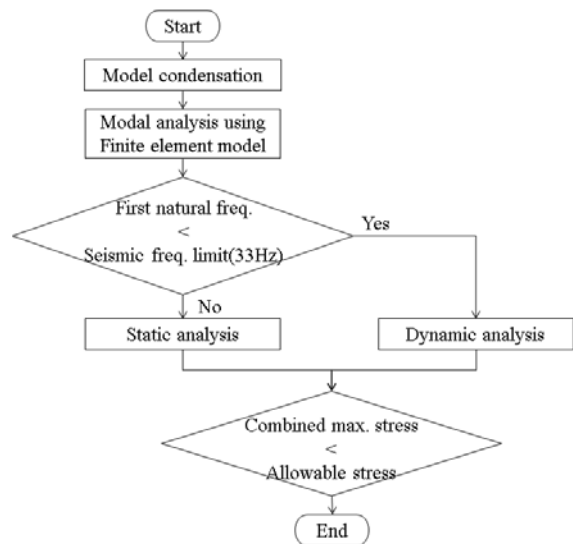 Start
Model condensation
Modal analysis using
Finite element model
First natural freq.
<
Seismic freq. limit(33Hz)
Yes
No
Static analysis
Dynamic analysis
Combined max. stress
<
Allowable stress
End